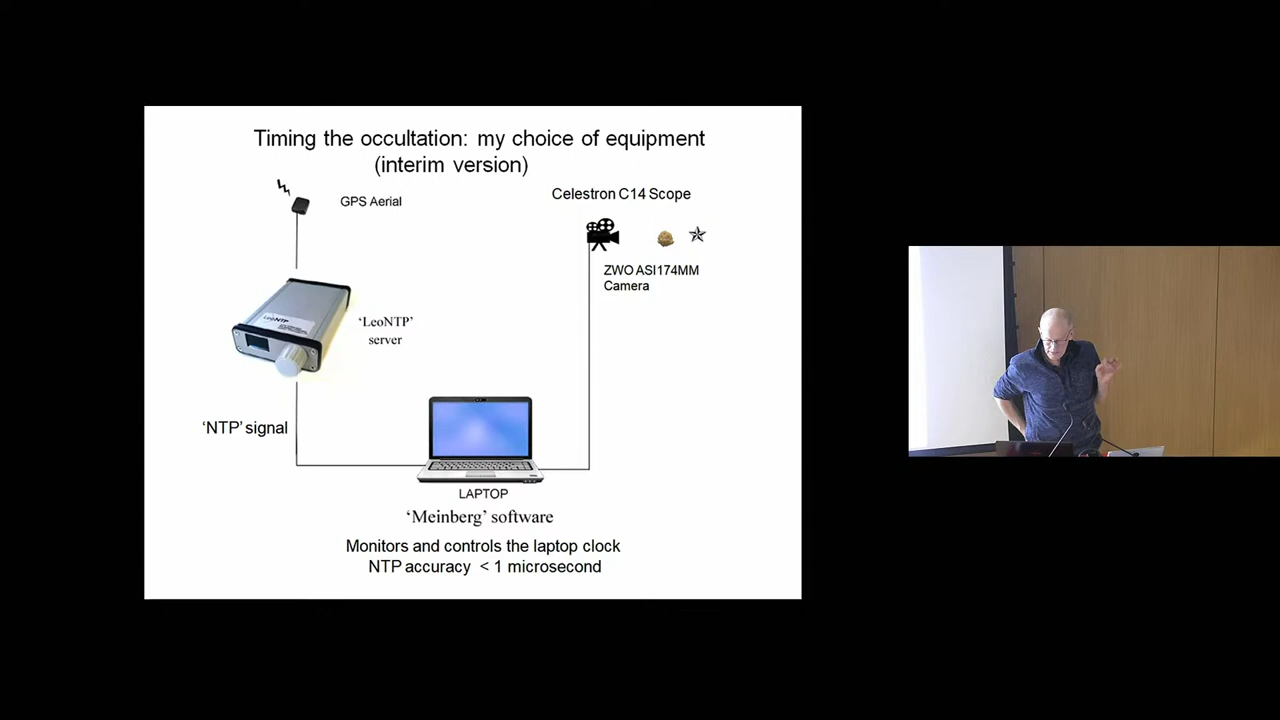 Timing the occultation: my choice of equipment
(interim version)
GPS Aerial
Celestron C14 Scope
ZWO ASI174MM
Camera
LeoNTP
‘LeoNTP’
server
‘NTP’ signal
LAPTOP
‘Meinberg’ software
Monitors and controls the laptop clock
NTP accuracy < 1 microsecond